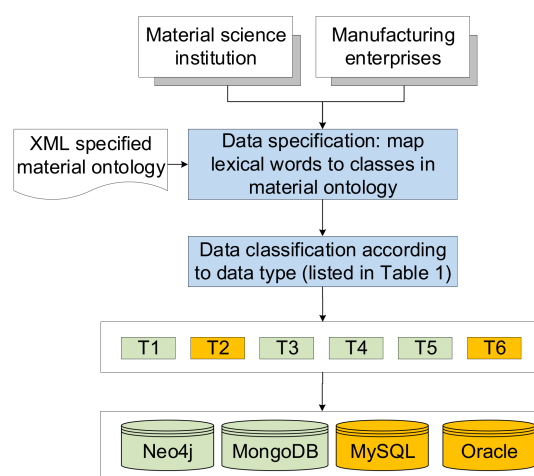 Material science
institution
Manufacturing
enterprises
XML specified
material ontology
Data specification: map
lexical words to classes in
material ontology
Data classification according
to data type (listed in Table 1)
T1 T2 T3 T4 T5 T6
Neo4j MongoDB MySQL Oracle